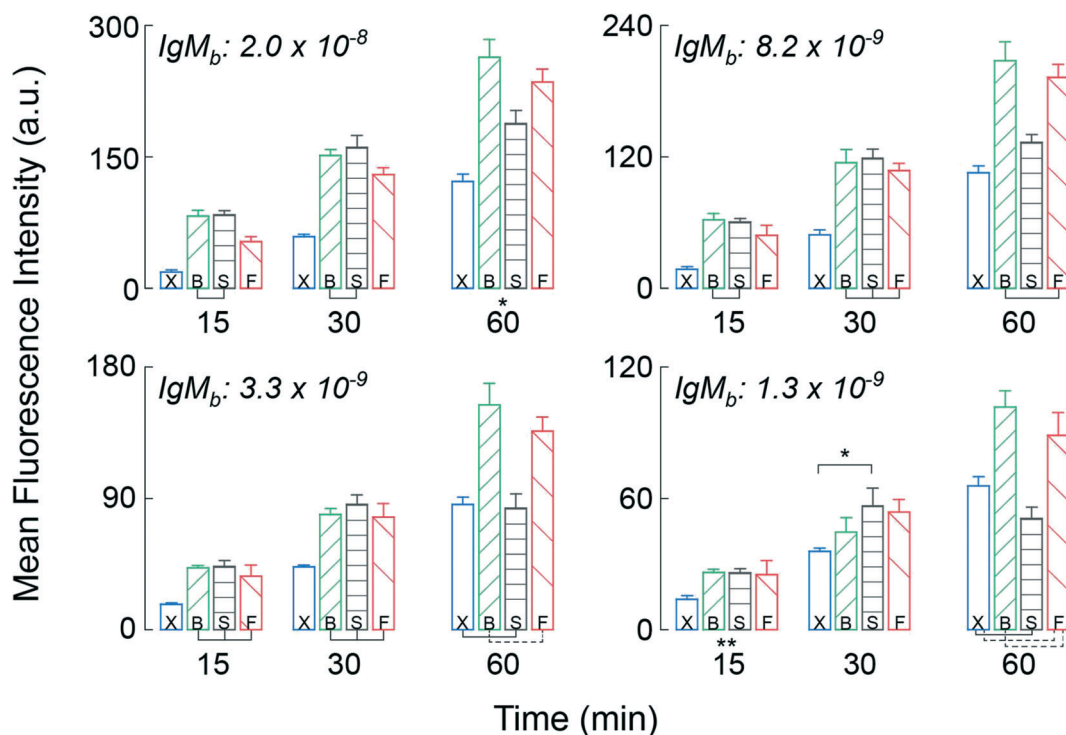 Mean Fluorescence Intensity (a.u.)
300
150
0
IgMb: 2.0 x 10-8
X B S F
X B S F
X B S F
*
15 30 60
240
120
0
IgMb: 8.2 x 10-9
X B S F
X B S F
X B S F
15 30 60
180
90
0
IgMb: 3.3 x 10-9
X B S F
X B S F
X B S F
15 30 60
120
60
0
IgMb: 1.3 x 10-9
*
X B S F
X B S F
X B S F
**
15 30 60
Time (min)